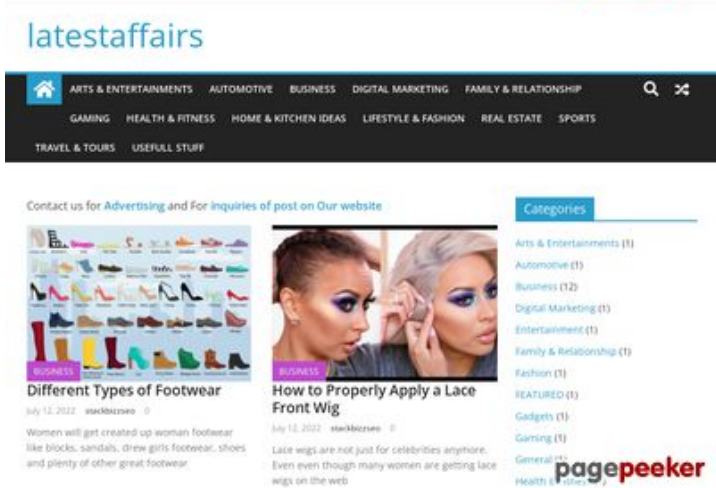 latestaffairs
ARTS & ENTERTAINMENTS AUTOMOTIVE BUSINESS DIGITAL MARKETING FAMILY & RELATIONSHIP
GAMING HEALTH & FITNESS HOME & KITCHEN IDEAS LIFESTYLE & FASHION REAL ESTATE SPORTS
TRAVEL & TOURS USEFULL STUFF
Contact us for Advertising and For inquiries of post on Our website
BUSINESS
Different Types of Footwear
July 12, 2022 stackbizzseo 0
Women will get created up woman footwear
like blocks, sandals, drew girls footwear, shoes
and plenty of other great footwear
BUSINESS
How to Properly Apply a Lace
Front Wig
July 12, 2022 stackbizzseo 0
Lace wigs are not just for celebrities anymore.
Even even though many women are getting lace
wigs on the web
Categories
Arts & Entertainments (1)
Automotive (1)
Business (12)
Digital Marketing (1)
Entertainment (1)
Family & Relationship (1)
Fashion (1)
FEATURED (1)
Gadgets (1)
Gaming (1)
General
Health
pagepeeker